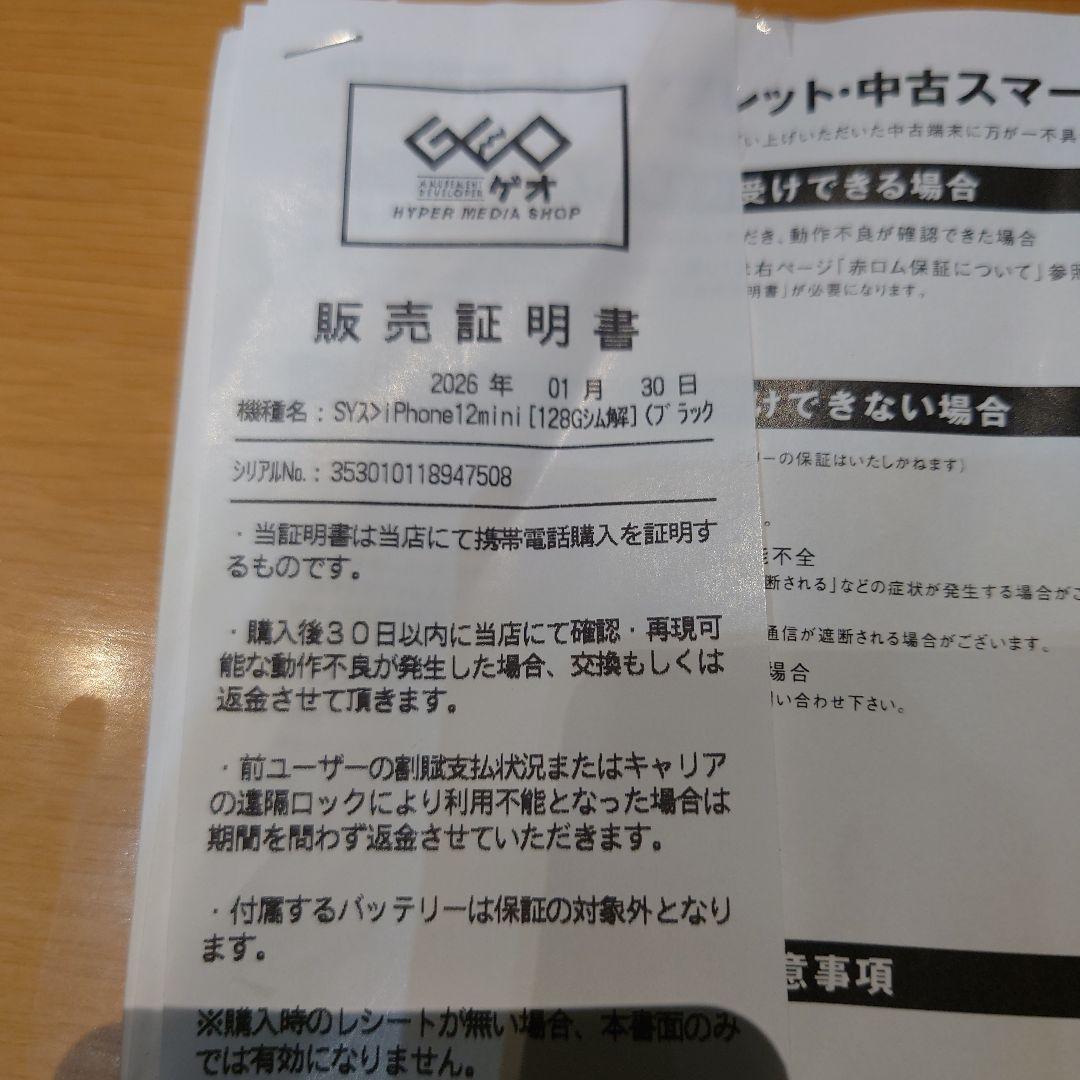 GEO
AMUSEMENT
DEVELOPER ゲオ
HYPER MEDIA SHOP
販売証明書
2026 年 01 月 30 日
機種名：SYス>iPhone12mini[128Gシム解](ブラック
シリアルNo.：353010118947508
・当証明書は当店にて携帯電話購入を証明す
るものです。
・購入後３０日以内に当店にて確認・再現可
能な動作不良が発生した場合、交換もしくは
返金させて頂きます。
・前ユーザーの割賦支払状況またはキャリア
の遠隔ロックにより利用不能となった場合は
期間を問わず返金させていただきます。
・付属するバッテリーは保証の対象外となり
ます。
※購入時のレシートが無い場合、本書面のみ
では有効になりません。
レット・中古スマー
い上げいただいた中古端末に万が一不具
受けできる場合
だき、動作不良が確認できた場合
右ページ「赤ロム保証について」参照
明書」が必要になります。
けできない場合
ーの保証はいたしかねます）
。
不全
断される」などの症状が発生する場合がご
通信が遮断される場合がございます。
場合
い合わせ下さい。
意事項